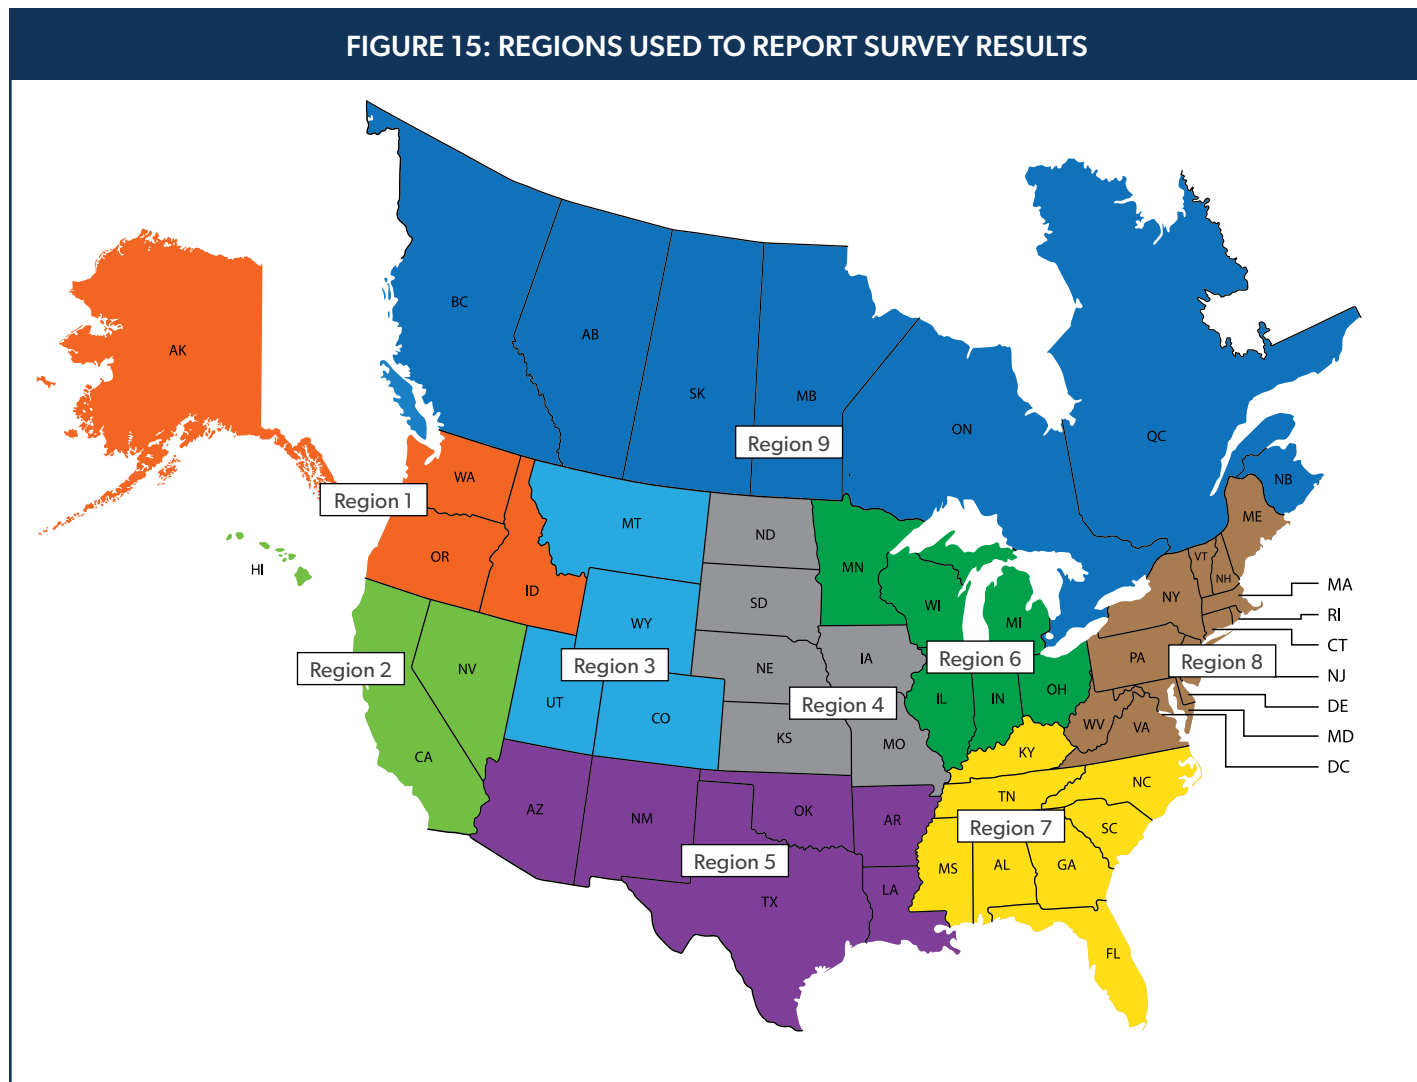 FIGURE 15: REGIONS USED TO REPORT SURVEY RESULTS
BC
AB
AK
SK
MB
ON
QC
Region 9
WA
NB
Region 1
ME
MT
ND
OR
VT
HI
MN
NH
MA
ID
SD
WI
NY
RI
WY
MI
CT
Region 2
NV
Region 3
NE
IA
Region 6
PA
Region 8
NJ
UT
CO
Region 4
IL
IN
OH
DE
KS
MO
WV
VA
MD
CA
KY
DC
AZ
NM
OK
AR
TN
NC
Region 7
SC
Region 5
MS
AL
GA
TX
LA
FL